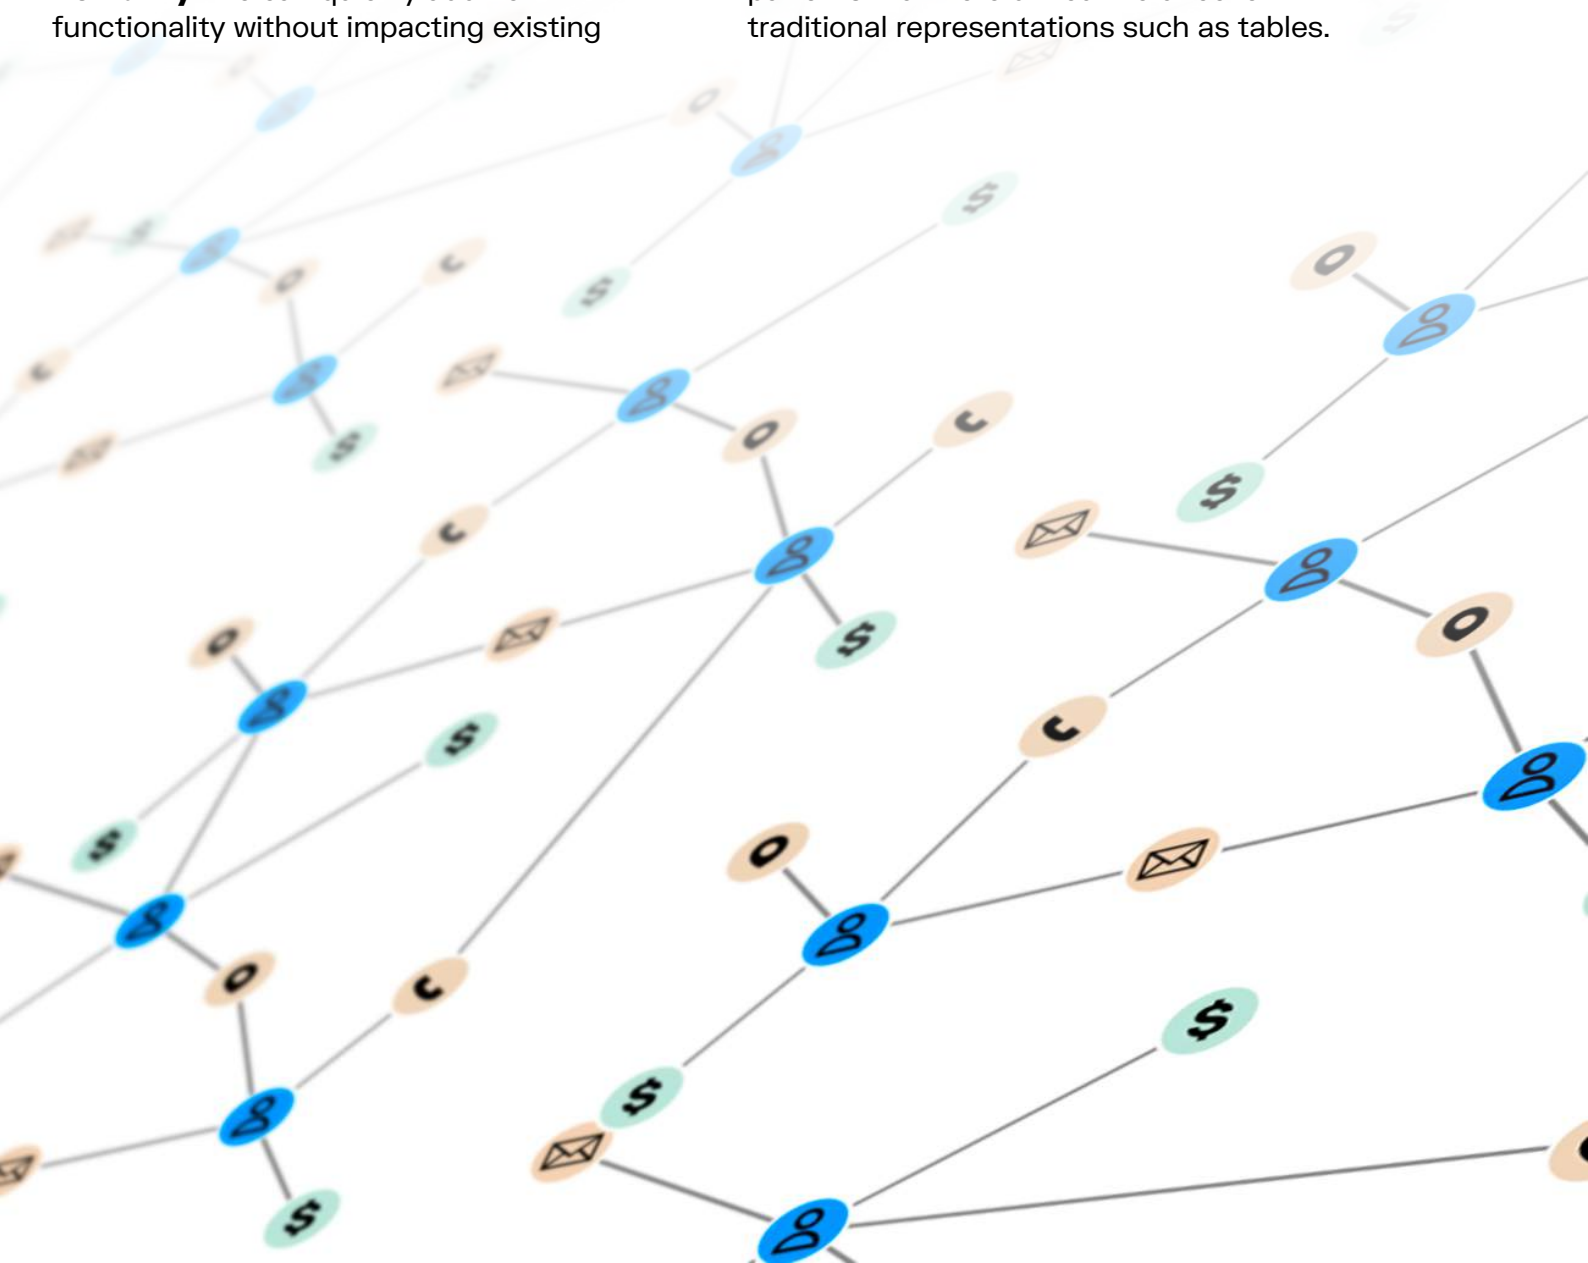 functionality without impacting existing
traditional representations such as tables.